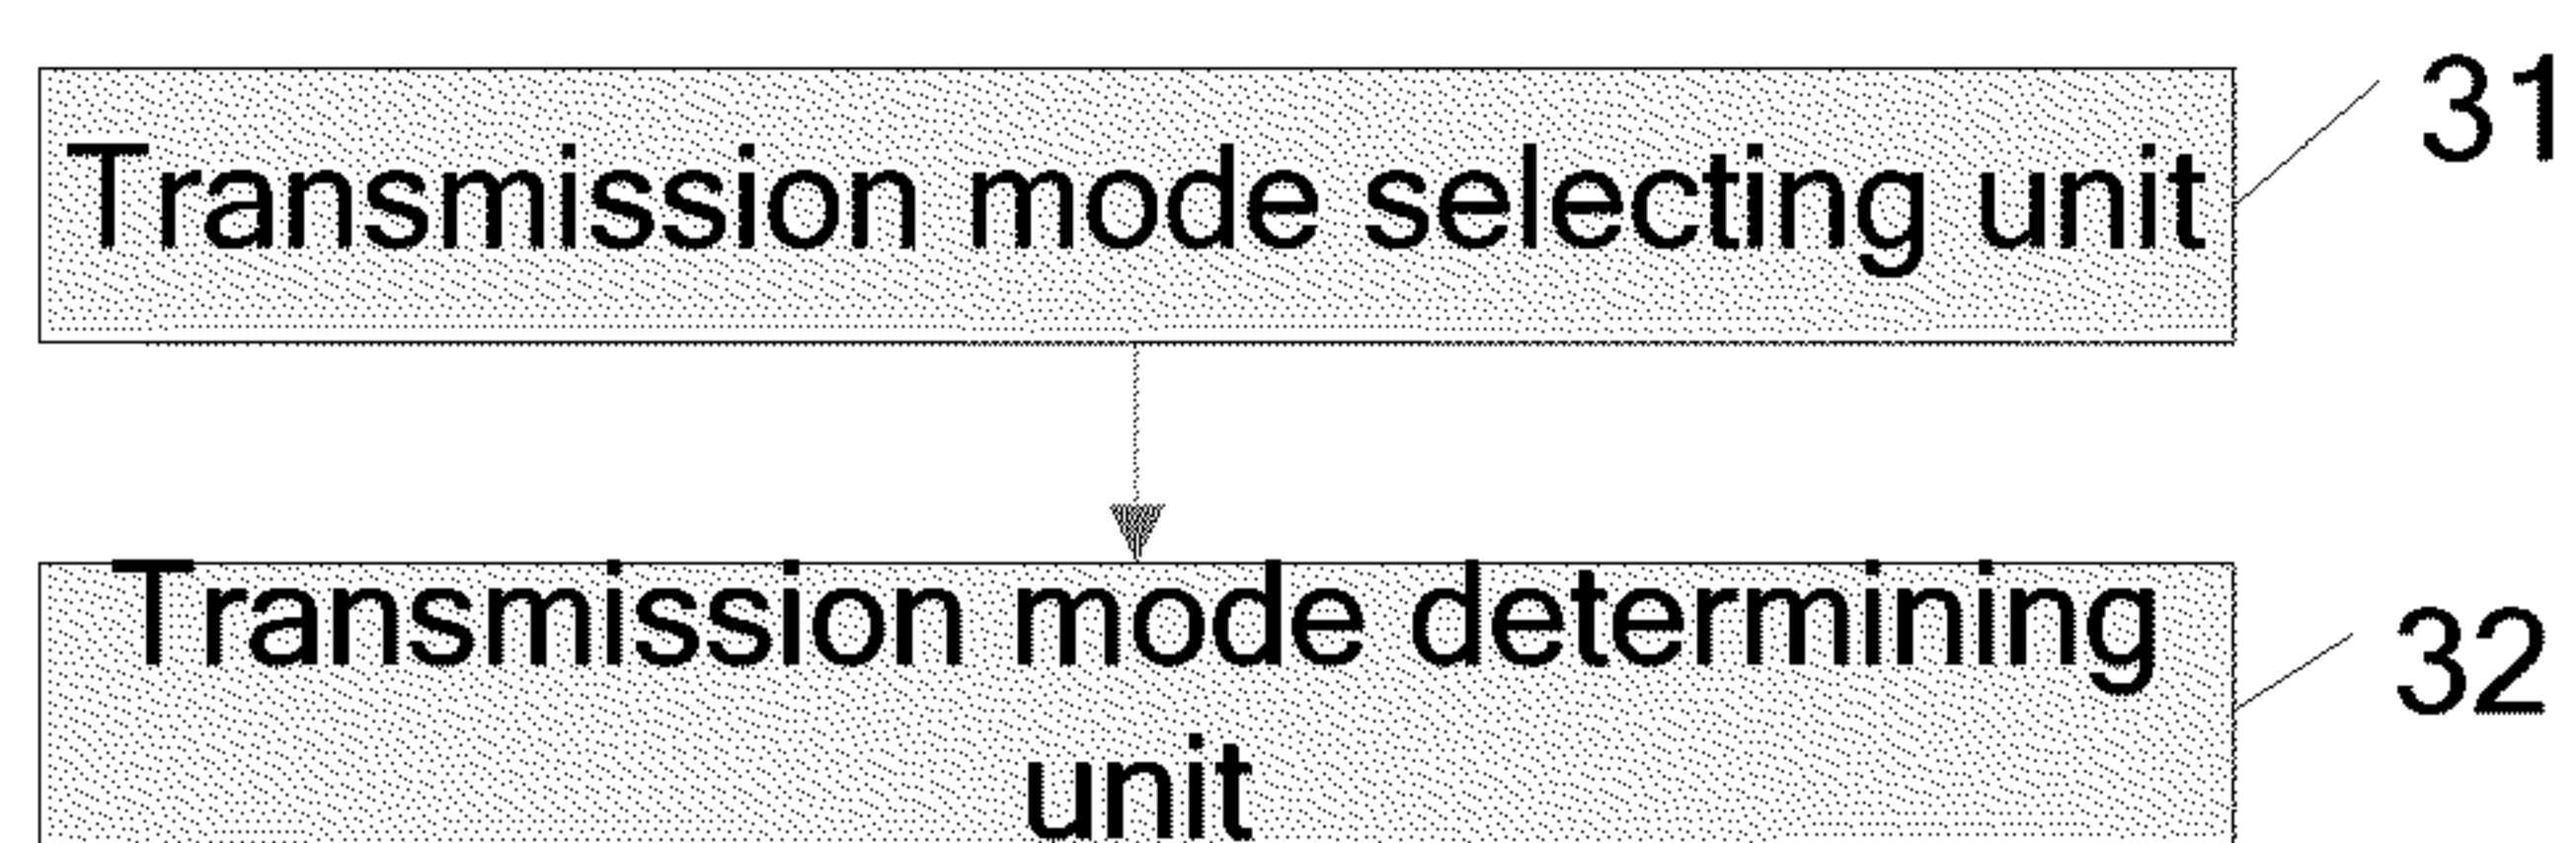 Transmission mode selecting unit
31
Transmission mode determining
unit
32